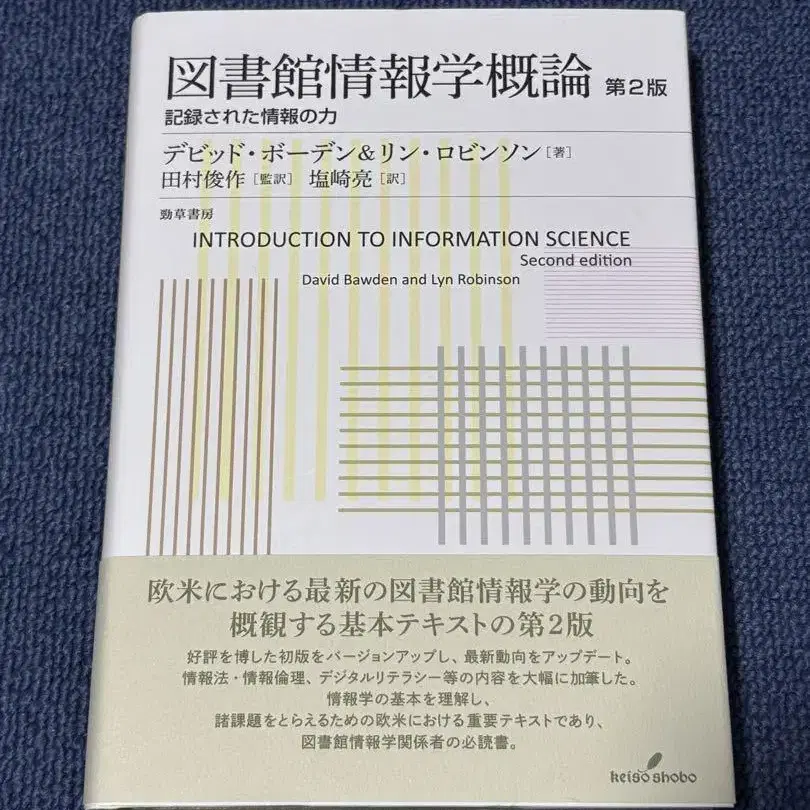 図書館情報学概論 第2版
記録された情報の力
デビッド・ボーデン&リン・ロビンソン[著]
田村俊作[監訳] 塩崎亮[訳]
勁草書房
INTRODUCTION TO INFORMATION SCIENCE
Second edition
David Bawden and Lyn Robinson
欧米における最新の図書館情報学の動向を
概観する基本テキストの第2版
好評を博した初版をバージョンアップし、最新動向をアップデート。
情報法・情報倫理、デジタルリテラシー等の内容を大幅に加筆した。
情報学の基本を理解し、
諸課題をとらえるための欧米における重要テキストであり、
図書館情報学関係者の必読書。
keiso shobo